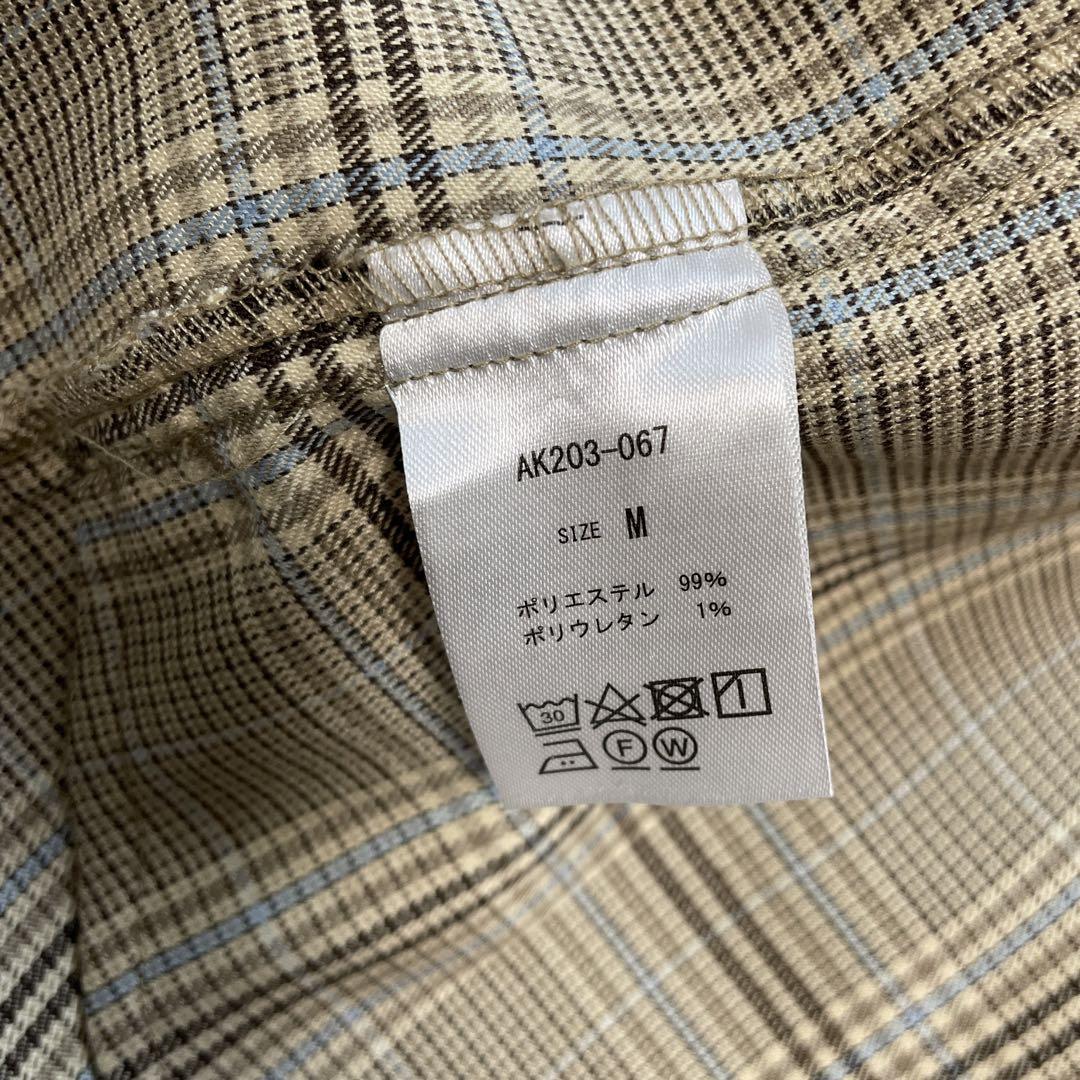 AK203-067
SIZE M
ポリエステル 99%
ポリウレタン 1%
30
F W